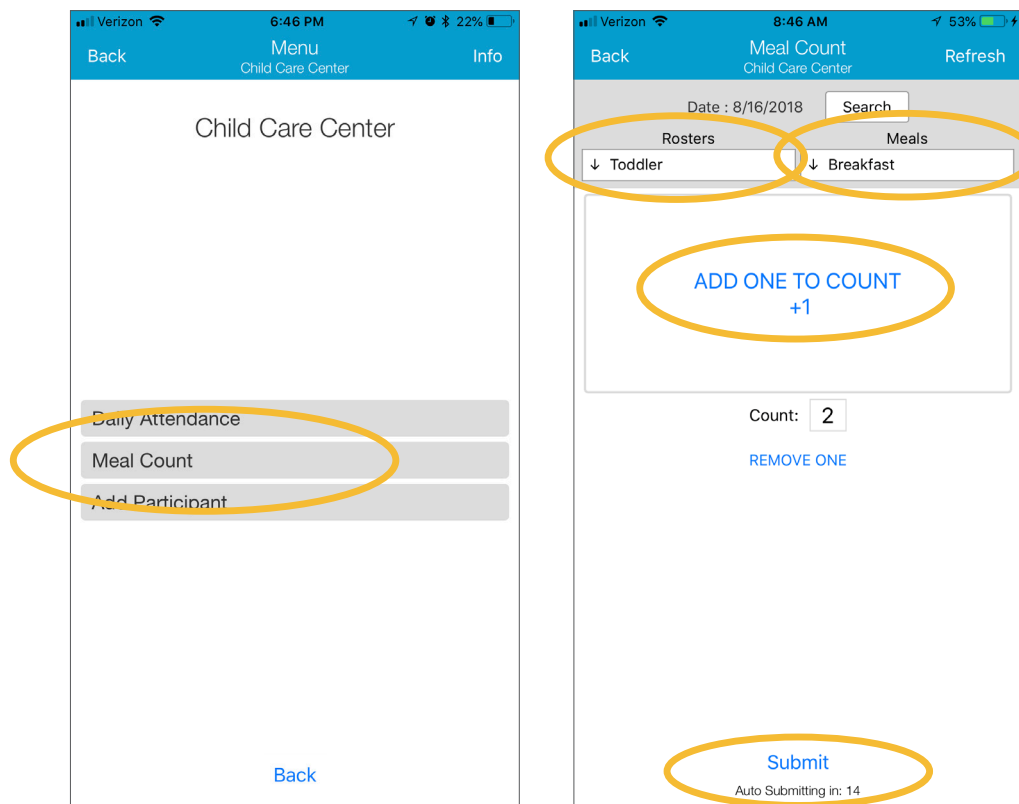 Verizon 6:46 PM 22%
Back Menu Info
Child Care Center
Child Care Center
Daily Attendance
Meal Count
Add Participant
Back
Verizon 8:46 AM 53%
Back Meal Count Refresh
Child Care Center
Date : 8/16/2018 Search
Rosters Meals
↓ Toddler ↓ Breakfast
ADD ONE TO COUNT
+1
Count: 2
REMOVE ONE
Submit
Auto Submitting in: 14